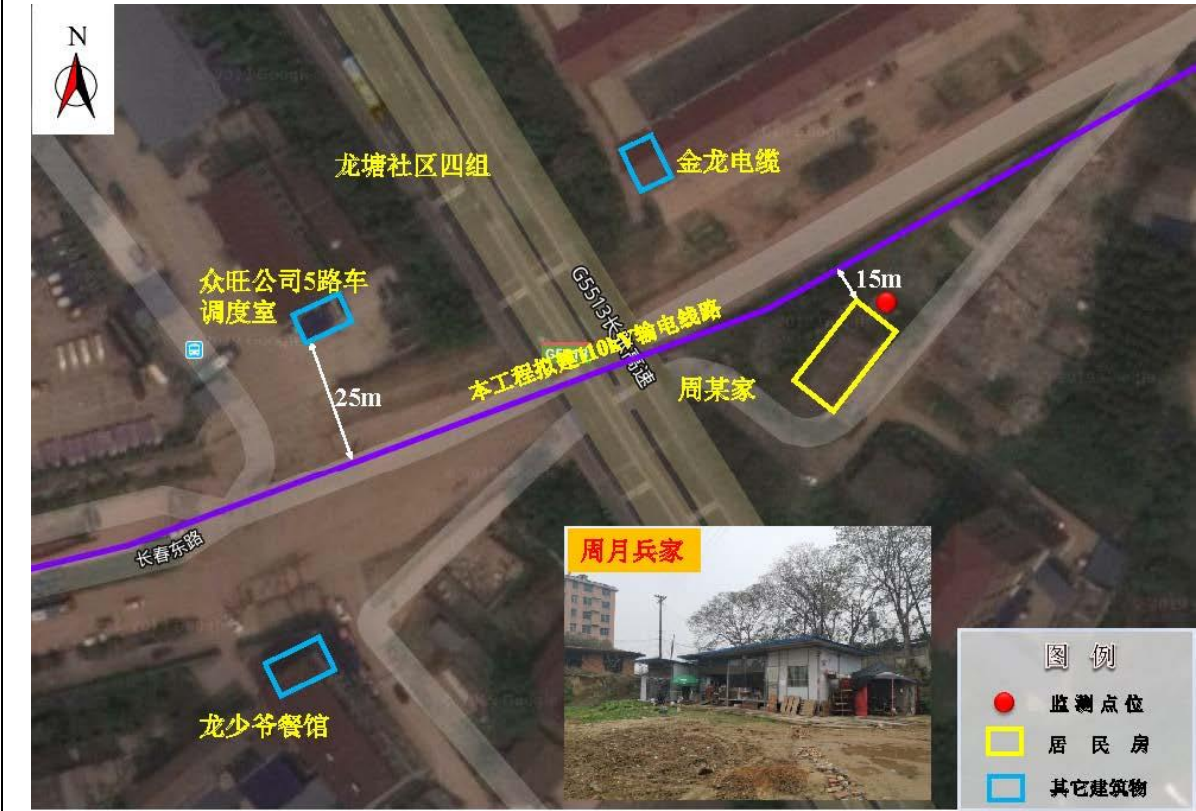 N
龙塘社区四组
金龙电缆
众旺公司5路车
调度室
15m
G5513长张高速
本工程拟建110kV输电线路
周某家
25m
长春东路
周月兵家
龙少爷餐馆
图 例
监 测 点 位
居 民 房
其它建筑物